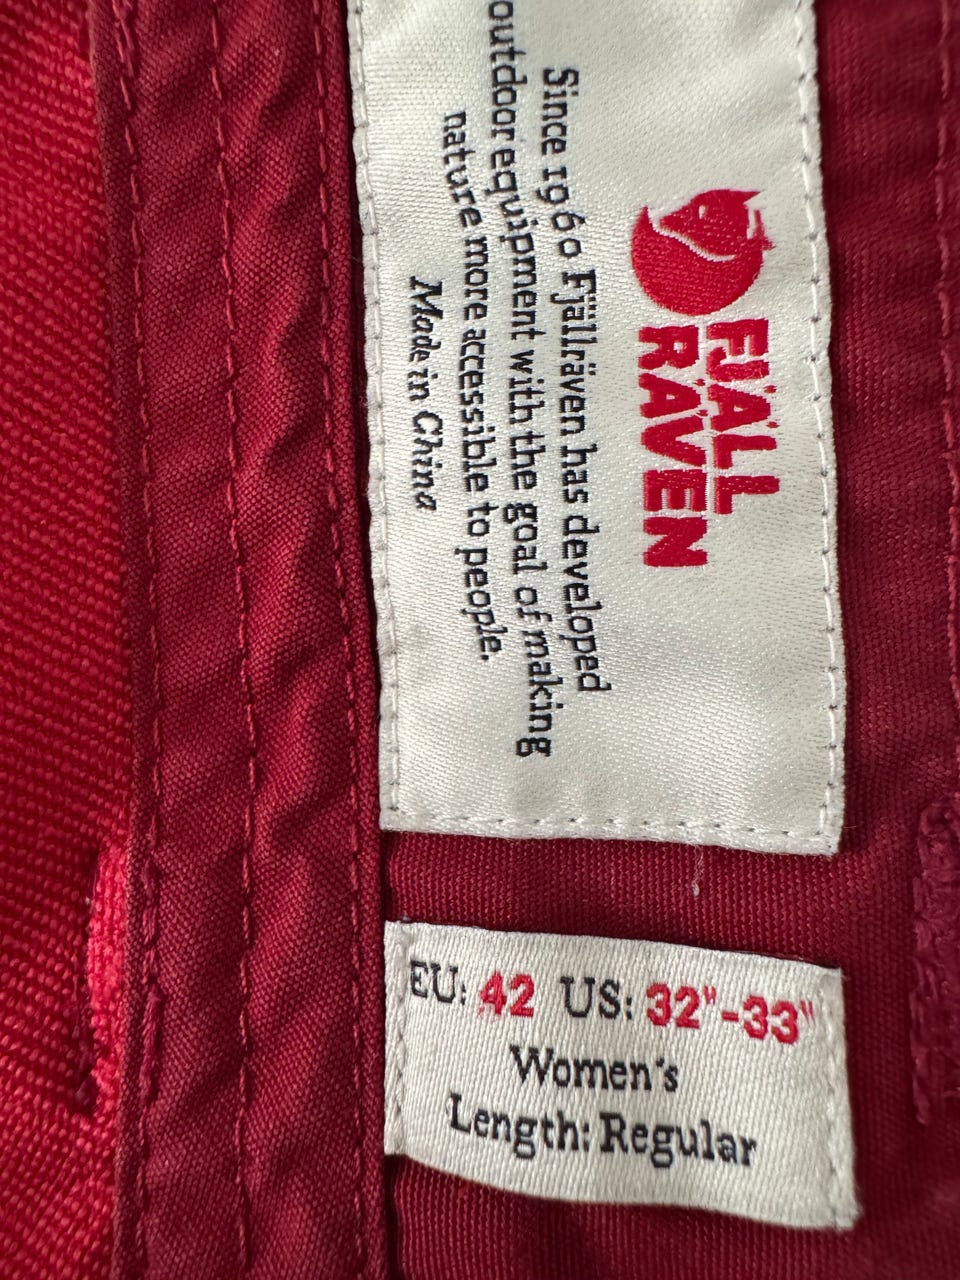 FJÄLL
RÄVEN
Since 1960 Fjällräven has developed
outdoor equipment with the goal of making
nature more accessible to people.
Made in China
EU: 42 US: 32"-33"
Women's
Length: Regular